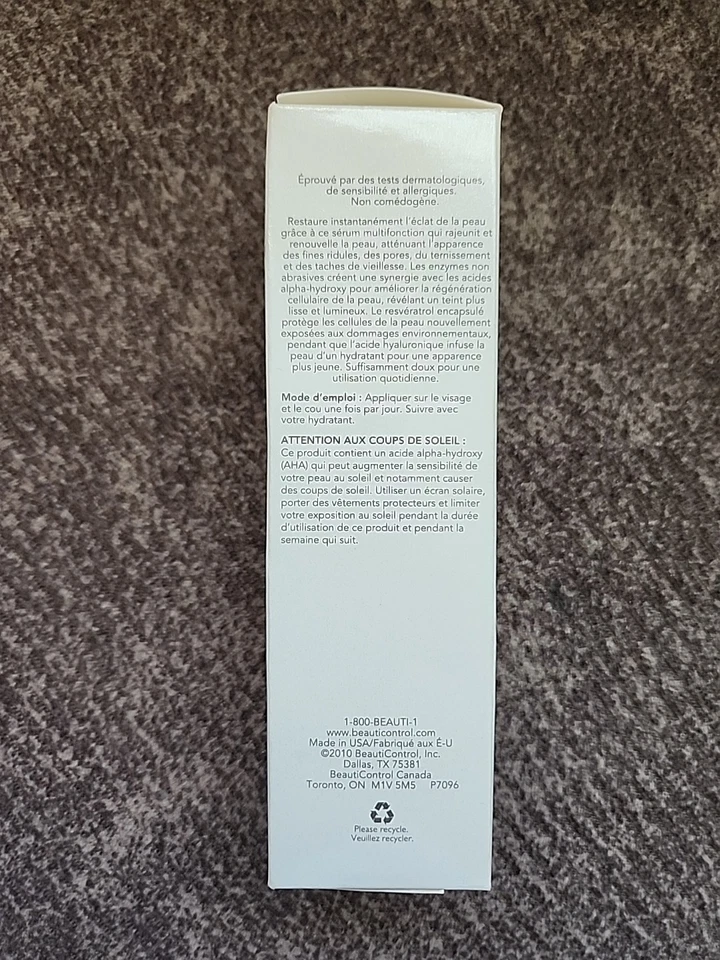 Éprouvé par des tests dermatologiques,
de sensibilité et allergiques.
Non comédogène.
Restaure instantanément l'éclat de la peau
grâce à ce sérum multifonction qui rajeunit et
renouvelle la peau, atténuant l'apparence
des fines ridules, des pores, du ternissement
et des taches de vieillesse. Les enzymes non
abrasives créent une synergie avec les acides
alpha-hydroxy pour améliorer la régénération
cellulaire de la peau, révélant un teint plus
lisse et lumineux. Le resvératrol encapsulé
protège les cellules de la peau nouvellement
exposées aux dommages environnementaux,
pendant que l'acide hyaluronique infuse la
peau d'un hydratant pour une apparence
plus jeune. Suffisamment doux pour une
utilisation quotidienne.
Mode d'emploi : Appliquer sur le visage
et le cou une fois par jour. Suivre avec
votre hydratant.
ATTENTION AUX COUPS DE SOLEIL :
Ce produit contient un acide alpha-hydroxy
(AHA) qui peut augmenter la sensibilité de
votre peau au soleil et notamment causer
des coups de soleil. Utiliser un écran solaire,
porter des vêtements protecteurs et limiter
votre exposition au soleil pendant la durée
d'utilisation de ce produit et pendant la
semaine qui suit.
1-800-BEAUTI-1
www.beauticontrol.com
Made in USA/Fabriqué aux É-U
©2010 BeautiControl, Inc.
Dallas, TX 75381
BeautiControl Canada
Toronto, ON M1V 5M5 P7096
Please recycle.
Veuillez recycler.